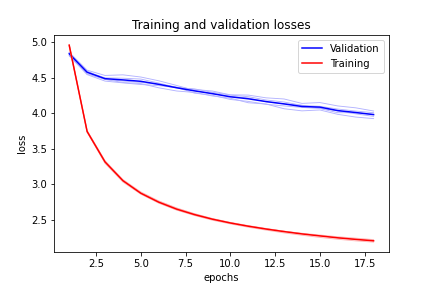 Training and validation losses
5.0
4.5
4.0
3.5
3.0
2.5
loss
Validation
Training
2.5 5.0 7.5 10.0 12.5 15.0 17.5
epochs